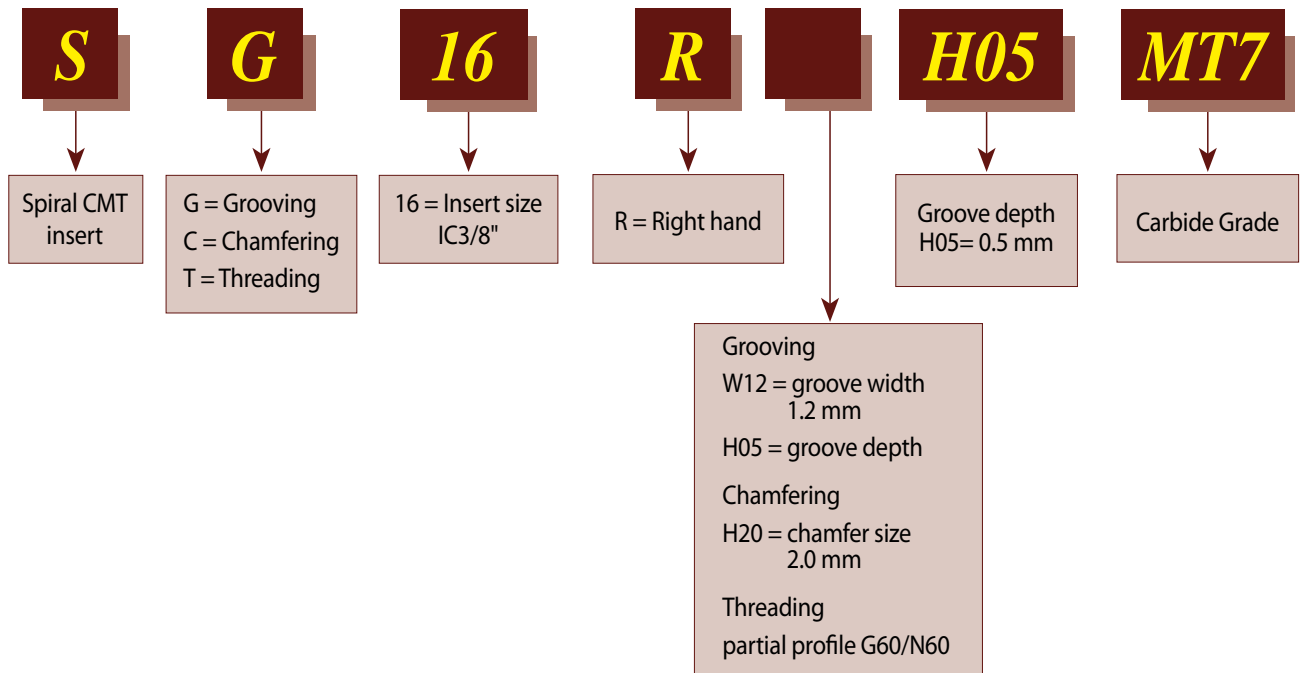 S
G
16
R
H05
MT7
Spiral CMT
insert
G = Grooving
C = Chamfering
T = Threading
16 = Insert size
IC3/8"
R = Right hand
Groove depth
H05= 0.5 mm
Carbide Grade
Grooving
W12 = groove width
1.2 mm
H05 = groove depth
Chamfering
H20 = chamfer size
2.0 mm
Threading
partial profile G60/N60